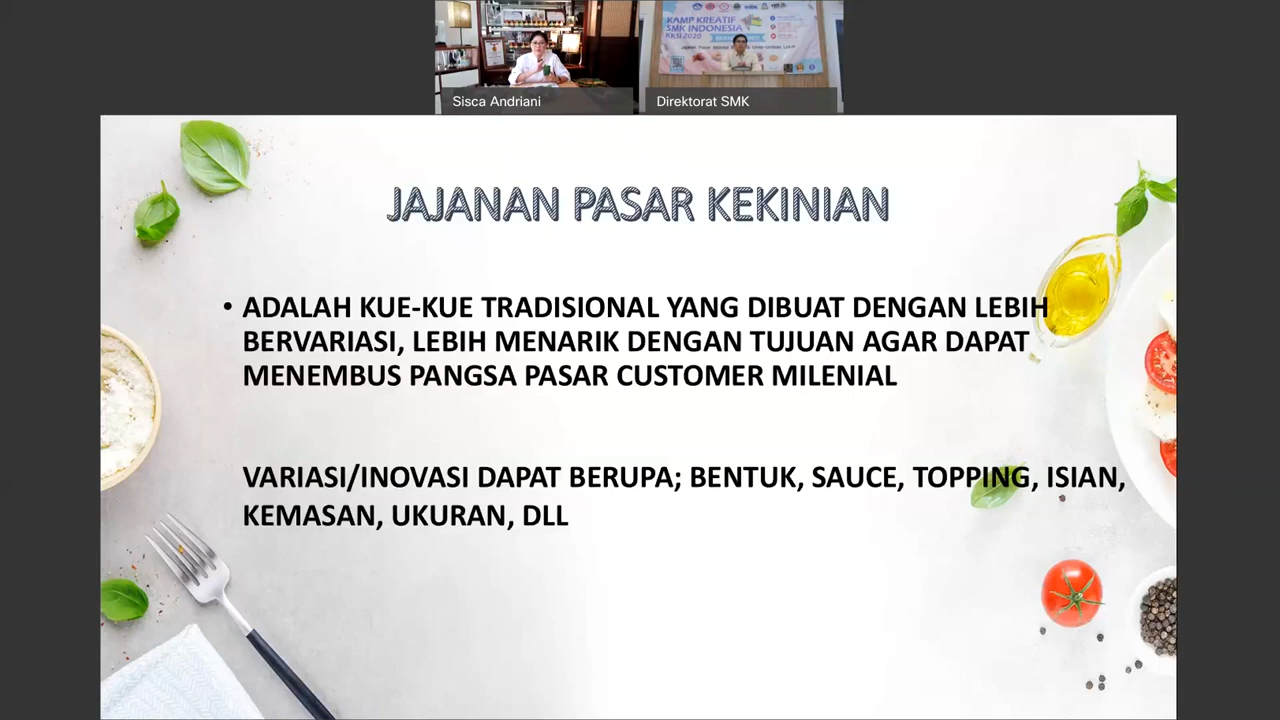 KAMP KREATIF
SMK INDONESIA
KKSI 2020
Sisca Andriani
Direktorat SMK
JAJANAN PASAR KEKINIAN
• ADALAH KUE-KUE TRADISIONAL YANG DIBUAT DENGAN LEBIH
BERVARIASI, LEBIH MENARIK DENGAN TUJUAN AGAR DAPAT
MENEMBUS PANGSA PASAR CUSTOMER MILENIAL
VARIASI/INOVASI DAPAT BERUPA; BENTUK, SAUCE, TOPPING, ISIAN,
KEMASAN, UKURAN, DLL